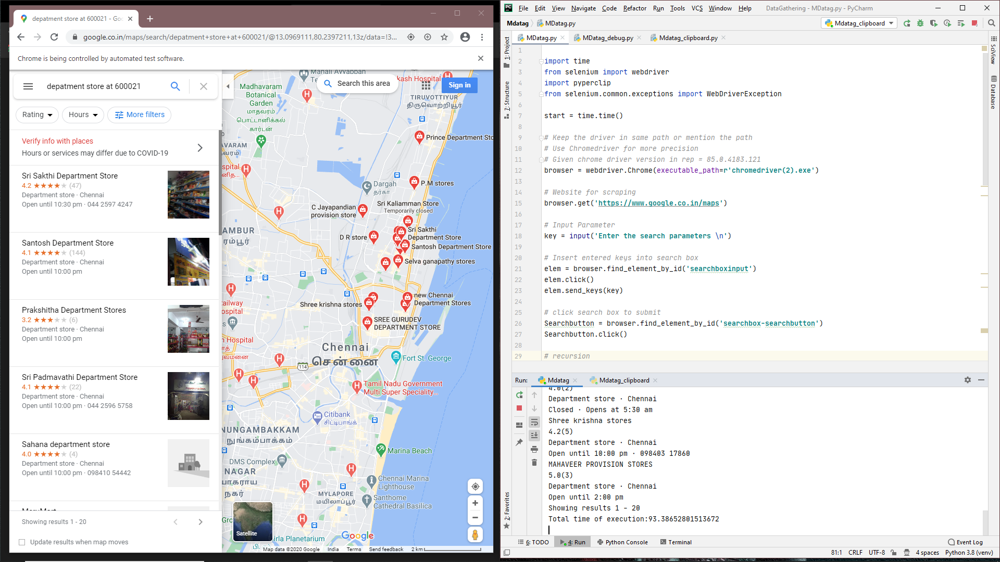 depatment store at 600021 - Goo
google.co.in/maps/search/depatment+store+at+600021/@13.0969111,80.2397211,13z/data=!3...
Chrome is being controlled by automated test software.
depatment store at 600021
Rating
Hours
More filters
Verify info with places
Hours or services may differ due to COVID-19
Sri Sakthi Department Store
4.2 ★★★★★ (47)
Department store · Chennai
Open until 10:30 pm · 044 2597 4247
Santosh Department Store
4.1 ★★★★★ (144)
Department store · Chennai
Open until 10:00 pm
Prakshitha Department Stores
3.2 ★★★★★ (6)
Department store · Chennai
Open until 10:00 pm
Sri Padmavathi Department Store
4.1 ★★★★★ (22)
Department store · Chennai
Open until 10:00 pm · 044 2596 5758
Sahana department store
4.0 ★★★★★ (4)
Department store · Chennai
Open until 10:00 pm · 098410 54442
Showing results 1 - 20
Update results when map moves
Search this area
Sign in
Manali Ayyappan
kash Hospital
Madhavaram
Botanical
Garden
மாதவரம்
பொட்டானிக்கல்
கார்டன்
TIRUVOTTIYUR
திருவொற்றியூர்
AVARAM
Prince Department Sto
spital
Dargah
தர்கா
P.M stores
Sri Kaliamman Store
Temporarily closed
C Jayapandian
provision store
AMBUR
ரம்பூர்
D R store
Sri Sakthi
Department Store
Santosh Department Store
Selva ganapathy stores
Railway
ospital
Shree krishna stores
new Chennai
Department Stores
SREE GURUDEV
DEPARTMENT STORE
n Hospital
Chennai
சென்னை
114
Fort St. George
Tamil Nadu Government
Multi Super Speciality...
Citibank
சிட்டிபாங்க்
NUNGAMBAKKAM
நுங்கம்பாக்கம்
Marina Beach
DMS Complex
NAGAR
பாகராய
நகர்
Chennai Marina
Lighthouse
MYLAPORE
மயிலாப்பூர்
Santhome
Cathedral Basilica
Gro
Satellite
irla Planetarium
Google
Map data ©2020 Google India Terms Send feedback 2 km
PC File Edit View Navigate Code Refactor Run Tools VCS Window Help DataGathering - MDatag.py - PyCharm
Mdatag MDatag.py
Mdatag_clipboard
MDatag.py MDatag_debug.py Mdatag_clipboard.py
1: Project
7: Structure
2: Favorites
SciView
Database
1
2 import time
3 from selenium import webdriver
4 import pyperclip
5 from selenium.common.exceptions import WebDriverException
6
7 start = time.time()
8
9 # Keep the driver in same path or mention the path
10 # Use Chromedriver for more precision
11 # Given chrome driver version in rep = 85.0.4183.121
12 browser = webdriver.Chrome(executable_path=r'chromedriver(2).exe')
13
14 # Website for scraping
15 browser.get('https://www.google.co.in/maps')
16
17 # Input Parameter
18 key = input('Enter the search parameters \n')
19
20 # Insert entered keys into search box
21 elem = browser.find_element_by_id('searchboxinput')
22 elem.click()
23 elem.send_keys(key)
24
25 # click search box to submit
26 Searchbutton = browser.find_element_by_id('searchbox-searchbutton')
27 Searchbutton.click()
28
29 # recursion
Run: Mdatag Mdatag_clipboard
4.0(2)
Department store · Chennai
Closed · Opens at 5:30 am
Shree krishna stores
4.2(5)
Department store · Chennai
Open until 10:00 pm · 098403 17860
MAHAVEER PROVISION STORES
5.0(3)
Department store · Chennai
Open until 2:00 pm
Showing results 1 - 20
Total time of execution:93.38652801513672
6: TODO 4: Run Python Console Terminal Event Log
81:1 CRLF UTF-8 4 spaces Python 3.8 (venv)